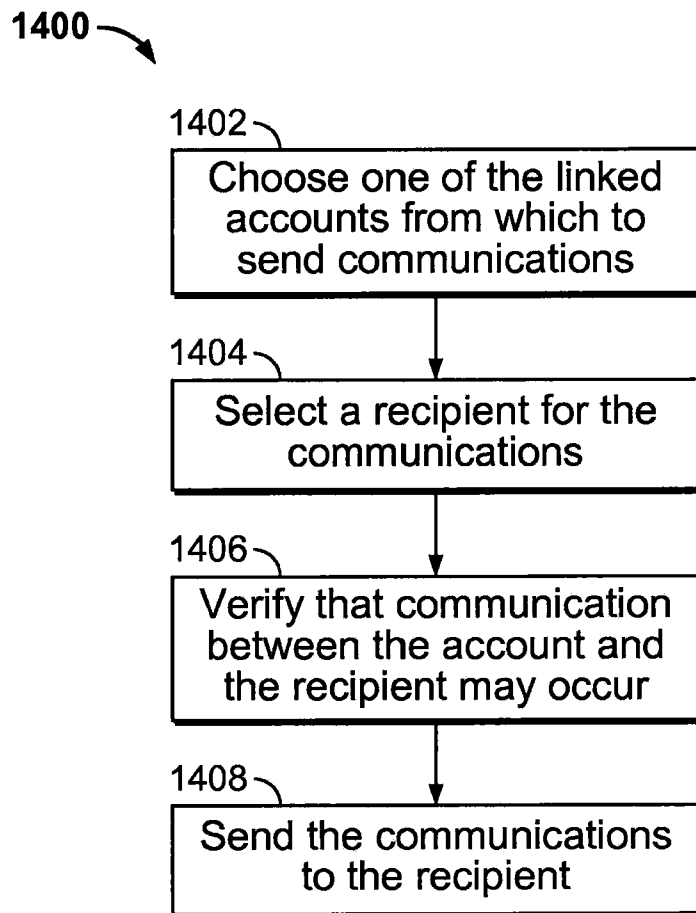 1400
1402
Choose one of the linked
accounts from which to
send communications
1404
Select a recipient for the
communications
1406
Verify that communication
between the account and
the recipient may occur
1408
Send the communications
to the recipient